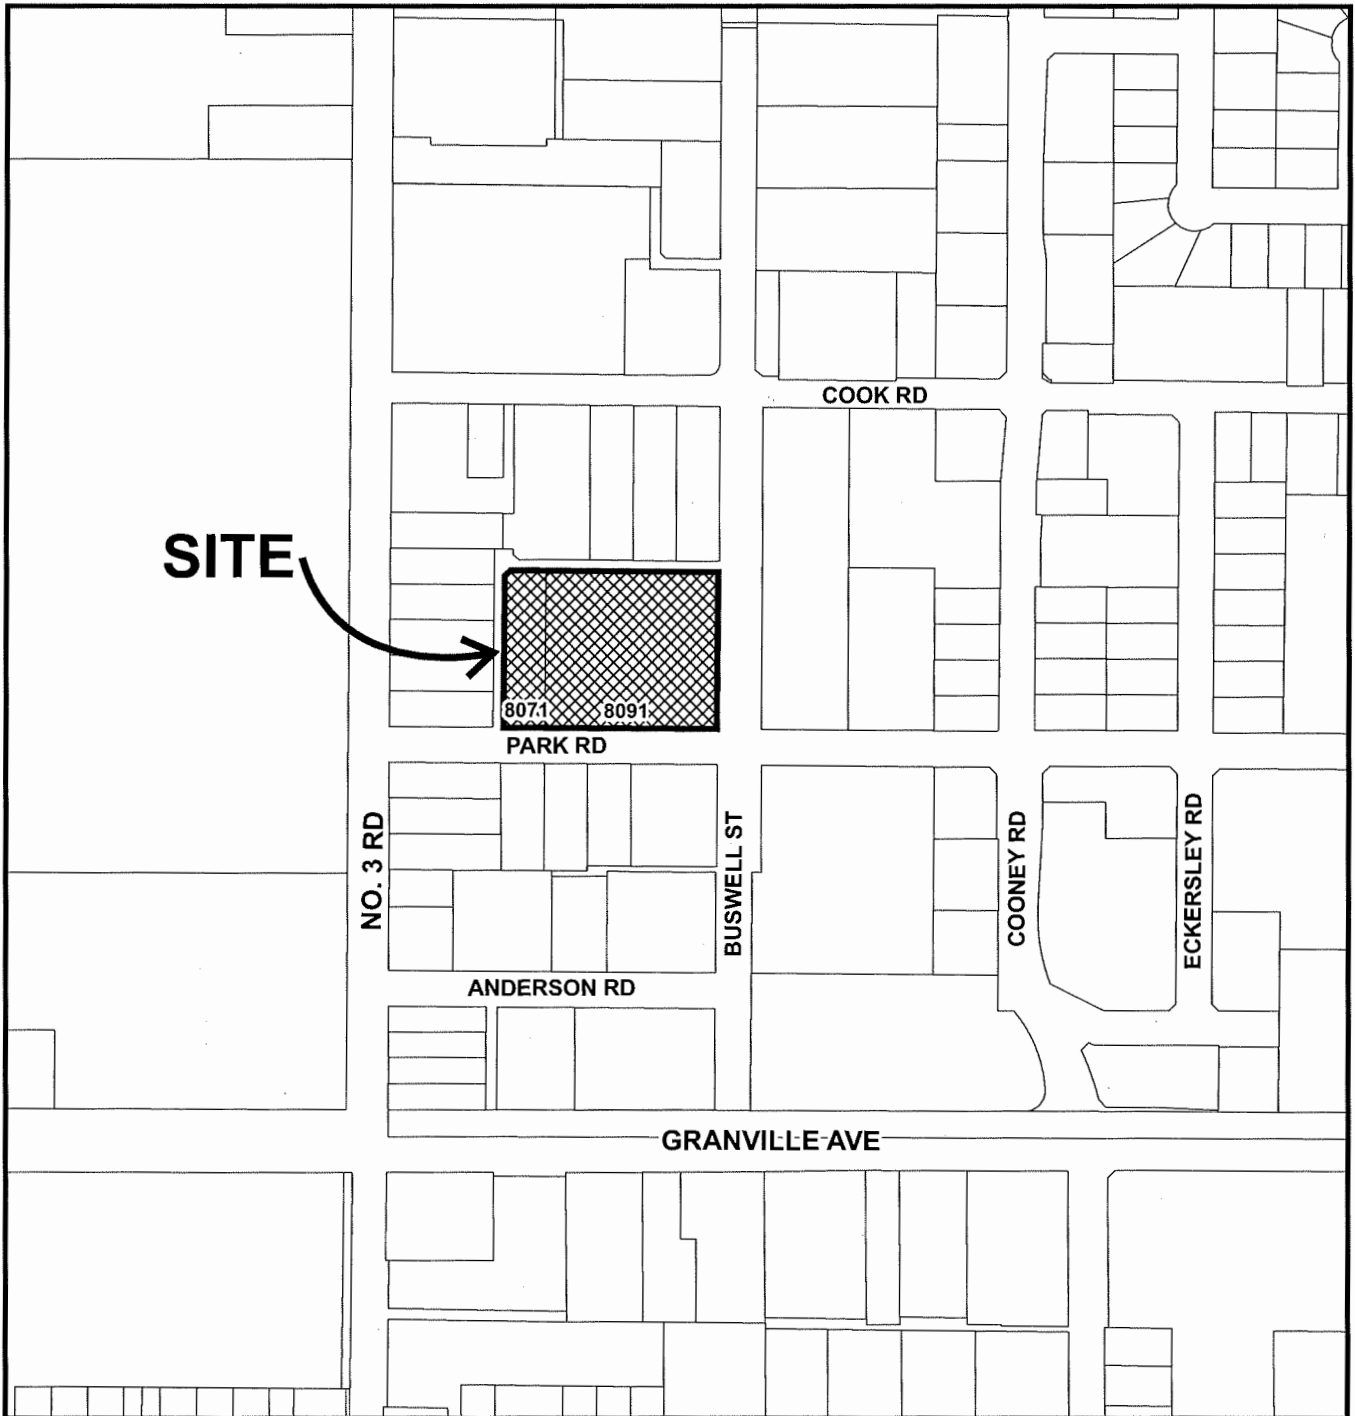 COOK RD
SITE
8071
8091
PARK RD
NO. 3 RD
BUSWELL ST
COONEY RD
ECKERSLEY RD
ANDERSON RD
GRANVILLE AVE